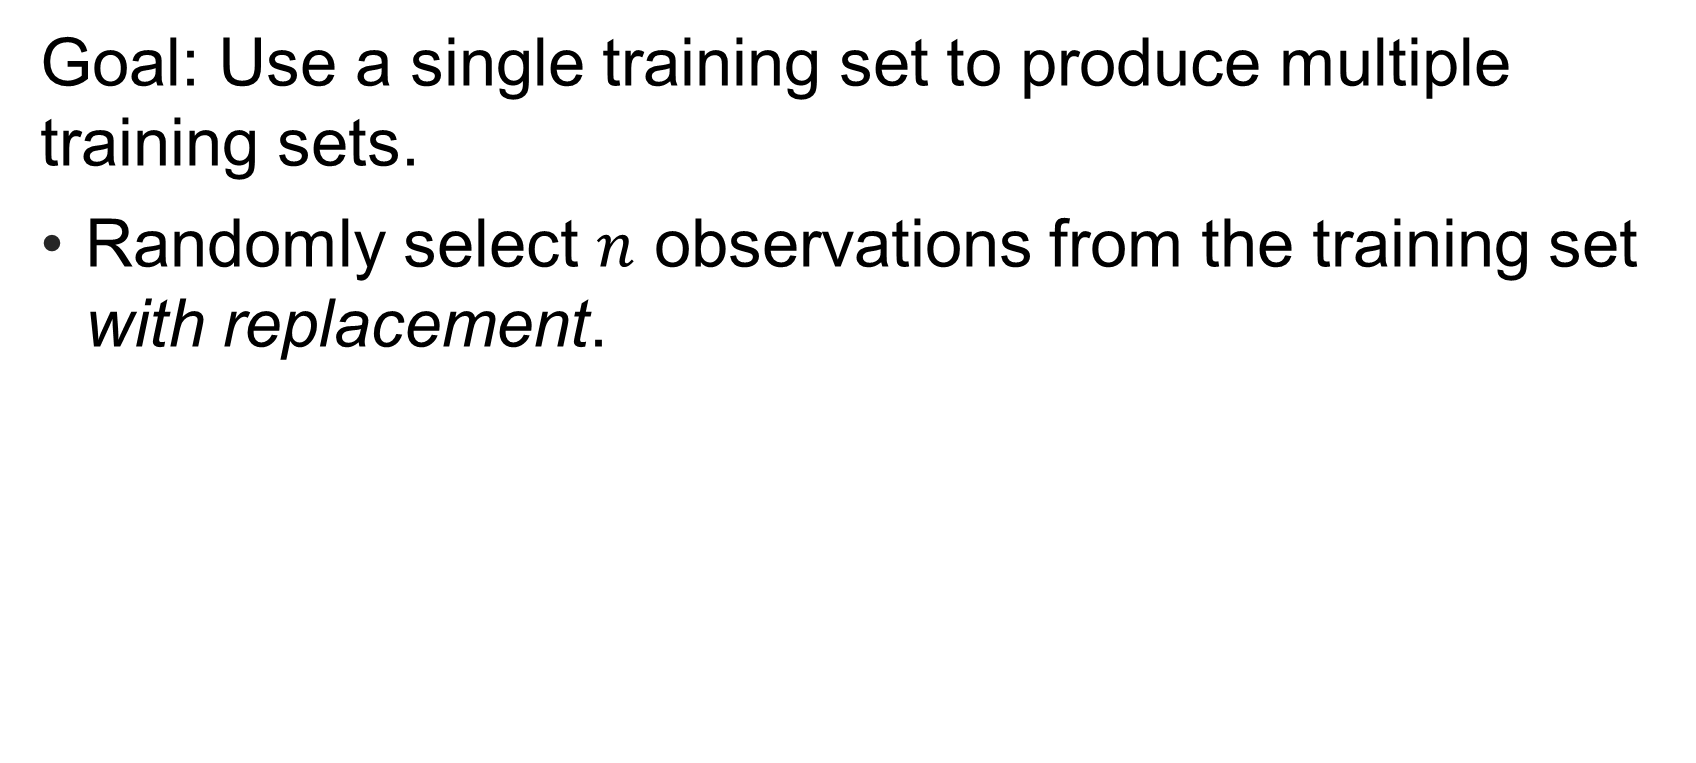 Goal: Use a single training set to produce multiple
training sets.
• Randomly select n observations from the training set
with replacement.